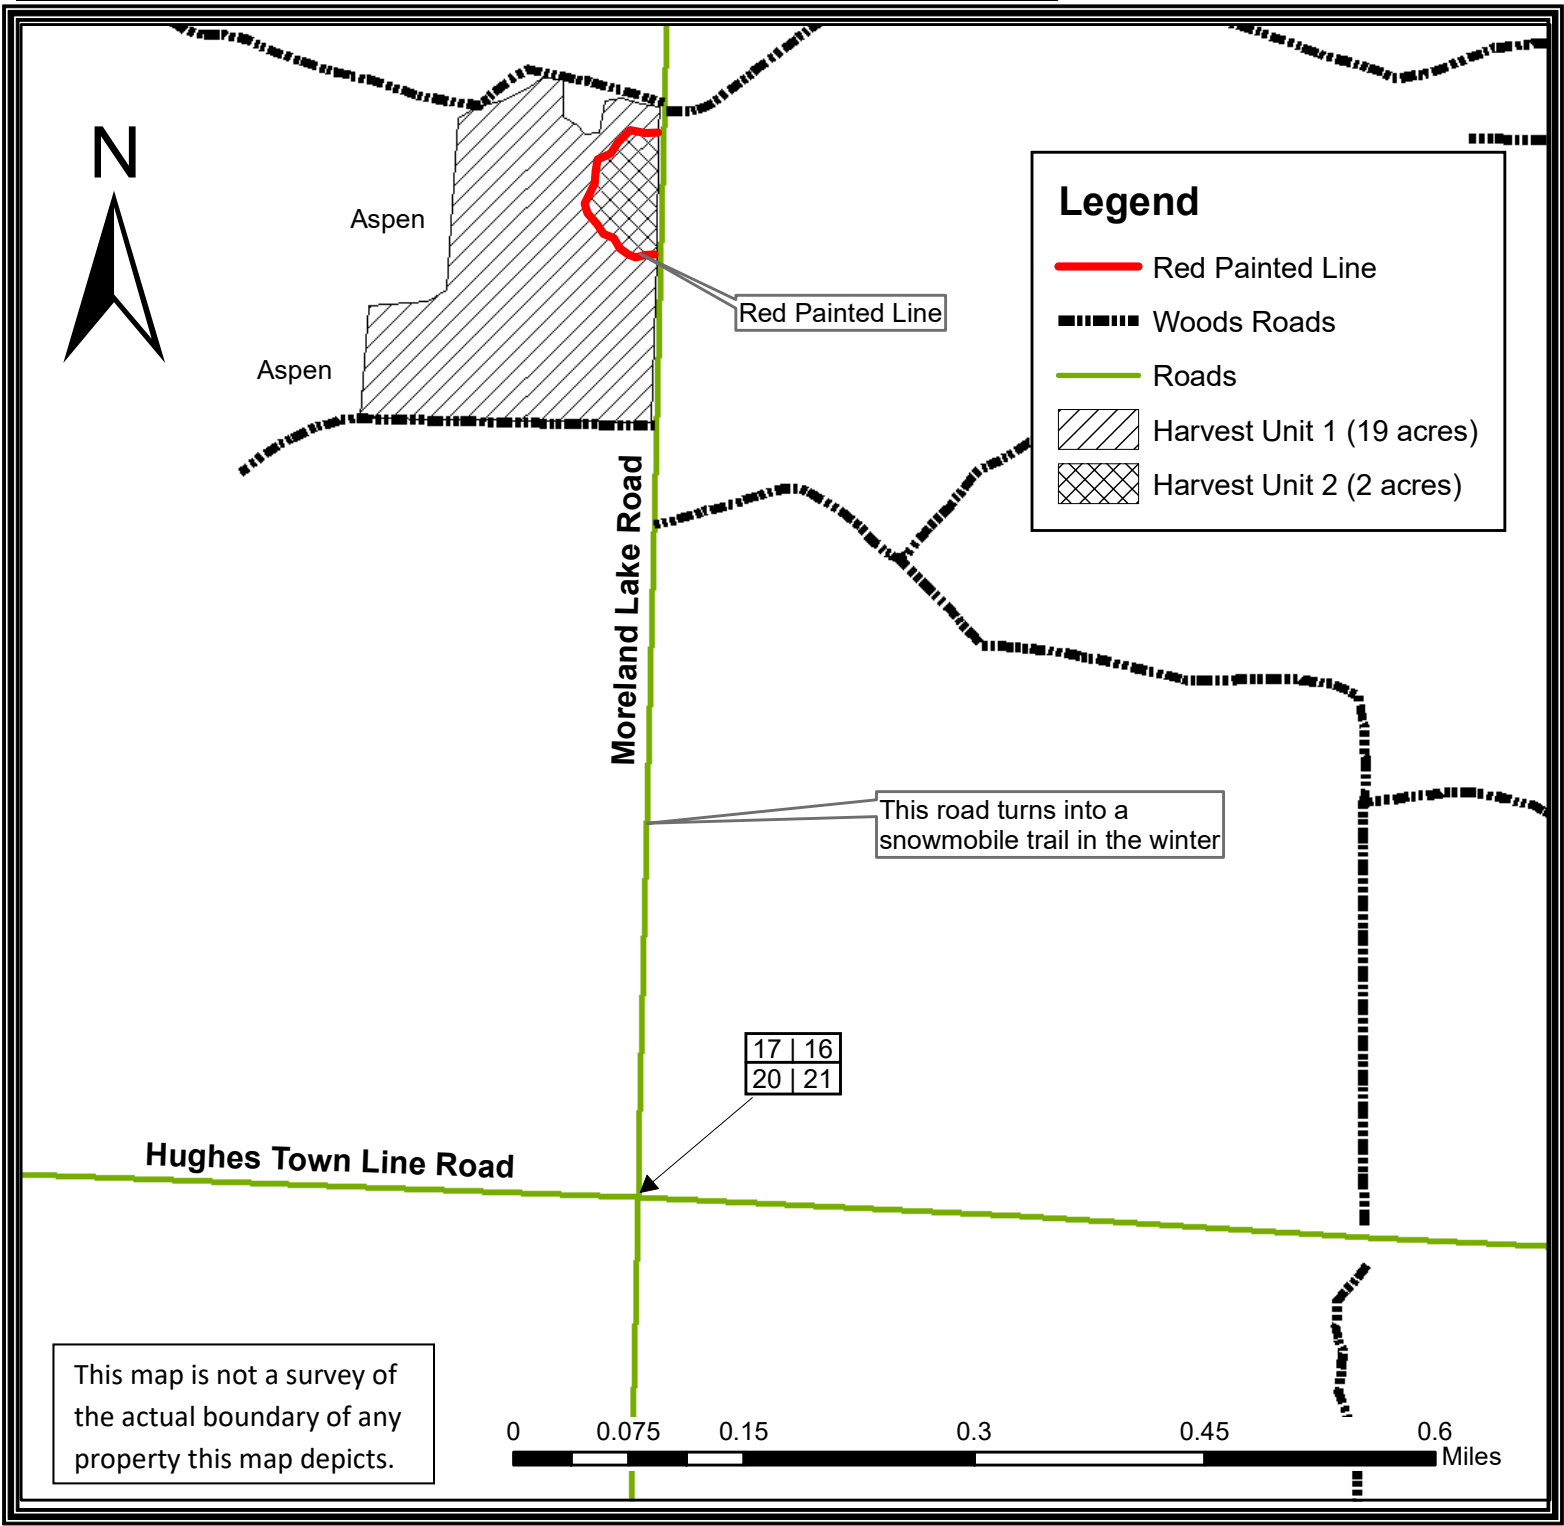 N
Aspen
Aspen
Legend
Red Painted Line
Woods Roads
Roads
Harvest Unit 1 (19 acres)
Harvest Unit 2 (2 acres)
Red Painted Line
Moreland Lake Road
This road turns into a
snowmobile trail in the winter
17 | 16
20 | 21
Hughes Town Line Road
This map is not a survey of
the actual boundary of any
property this map depicts.
0 0.075 0.15 0.3 0.45 0.6
Miles